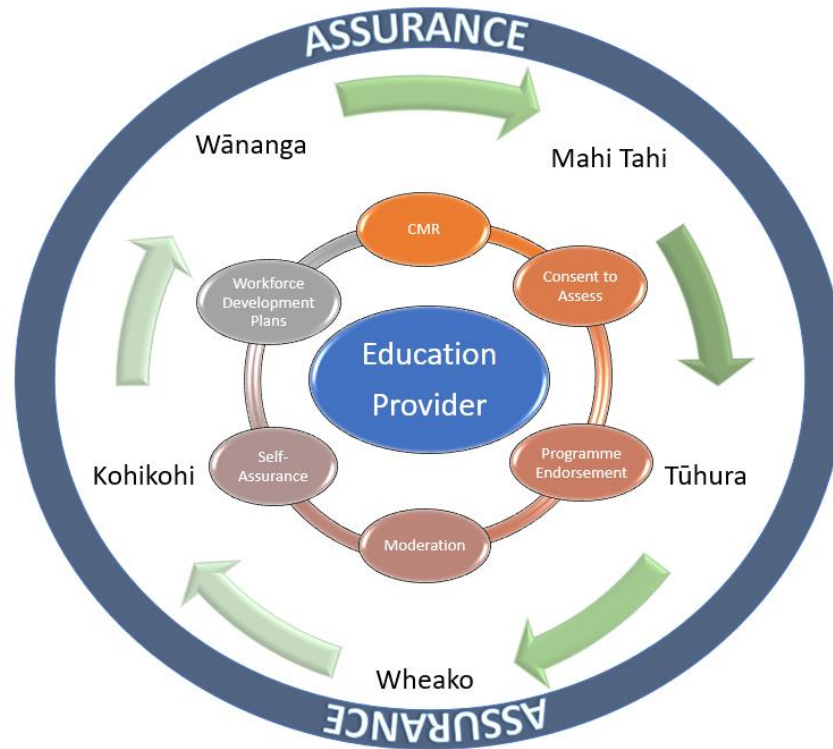 ASSURANCE
Wānanga
Mahi Tahi
CMR
Workforce
Development
Plans
Consent to
Assess
Education
Provider
Kohikohi
Self-
Assurance
Programme
Endorsement
Tūhura
Moderation
Wheako
ASSURANCE